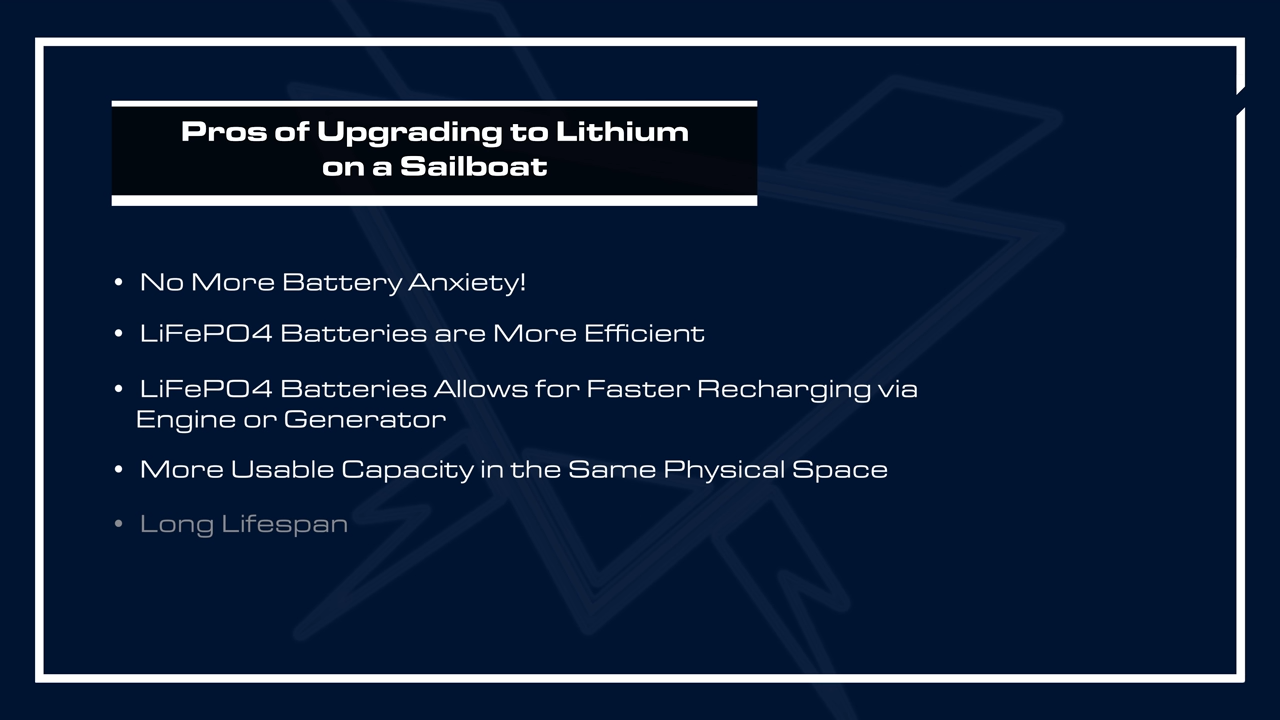 Pros of Upgrading to Lithium
on a Sailboat
• No More Battery Anxiety!
• LiFePO4 Batteries are More Efficient
• LiFePO4 Batteries Allows for Faster Recharging via
Engine or Generator
• More Usable Capacity in the Same Physical Space
• Long Lifespan